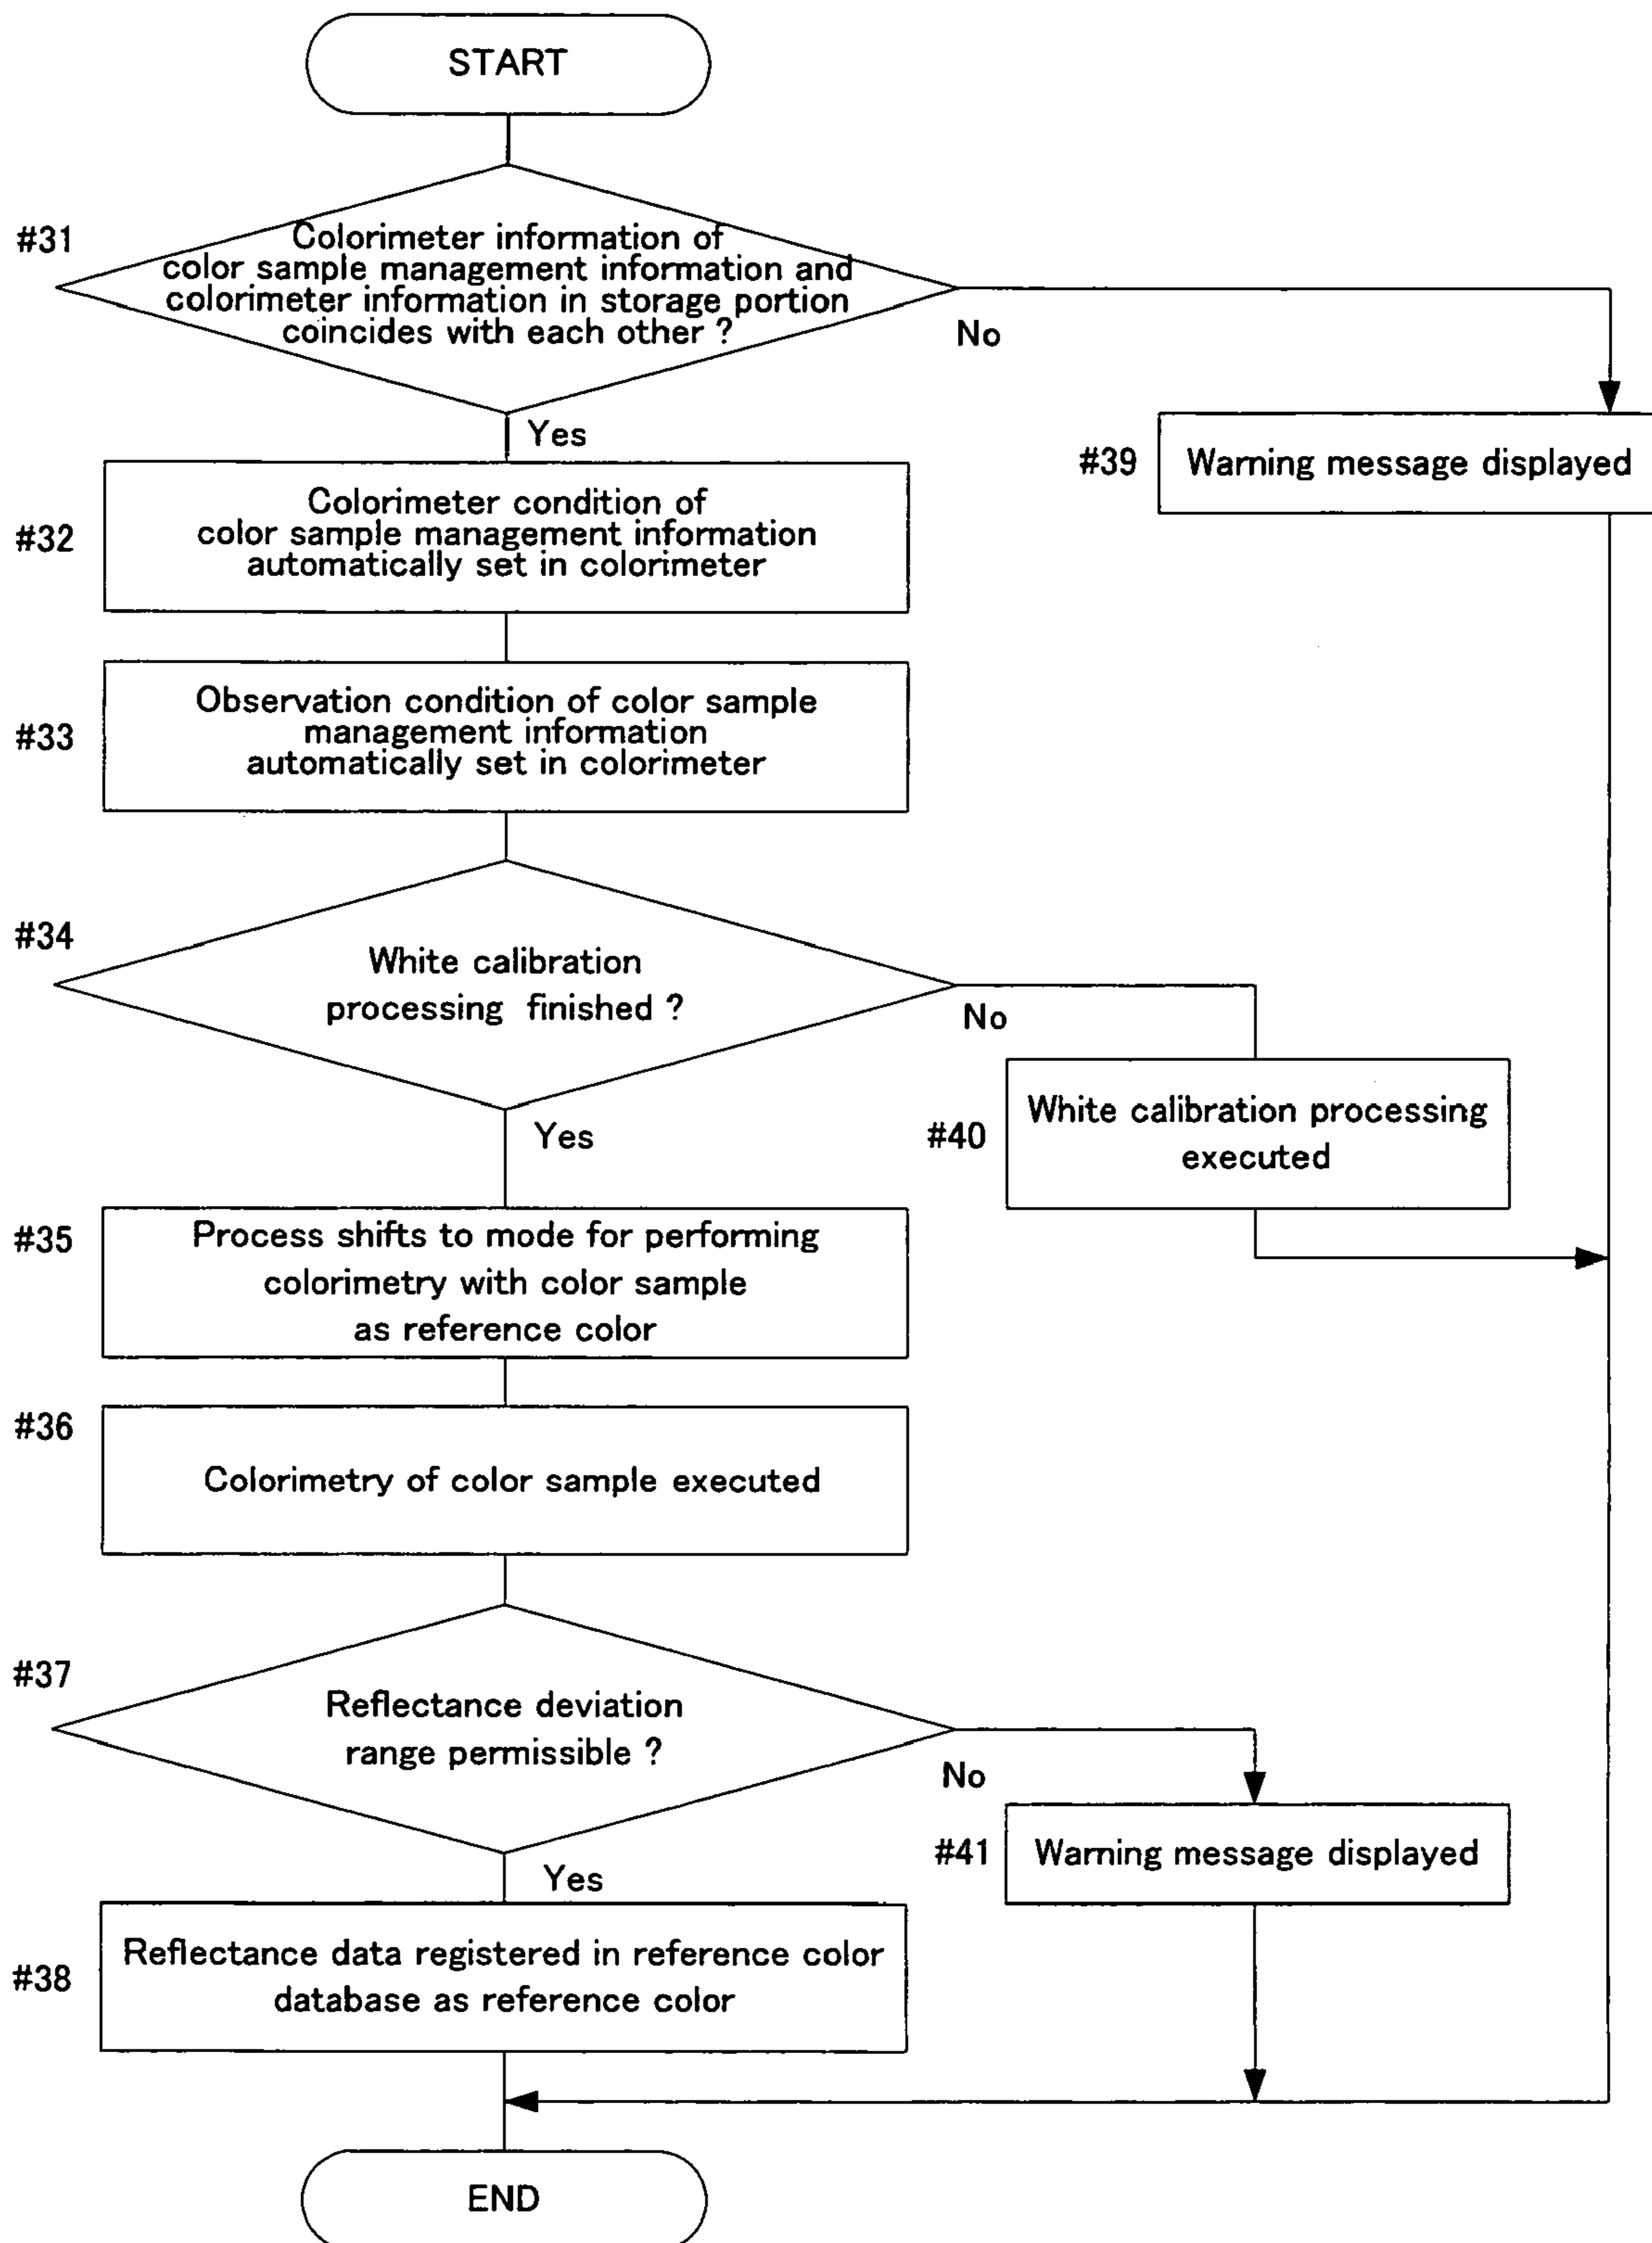 START
#31
Colorimeter information of
color sample management information and
colorimeter information in storage portion
coincides with each other ?
No
Yes
#39
Warning message displayed
#32
Colorimeter condition of
color sample management information
automatically set in colorimeter
#33
Observation condition of color sample
management information
automatically set in colorimeter
#34
White calibration
processing finished ?
No
Yes
#40
White calibration processing
executed
#35
Process shifts to mode for performing
colorimetry with color sample
as reference color
#36
Colorimetry of color sample executed
#37
Reflectance deviation
range permissible ?
No
#41
Warning message displayed
Yes
#38
Reflectance data registered in reference color
database as reference color
END